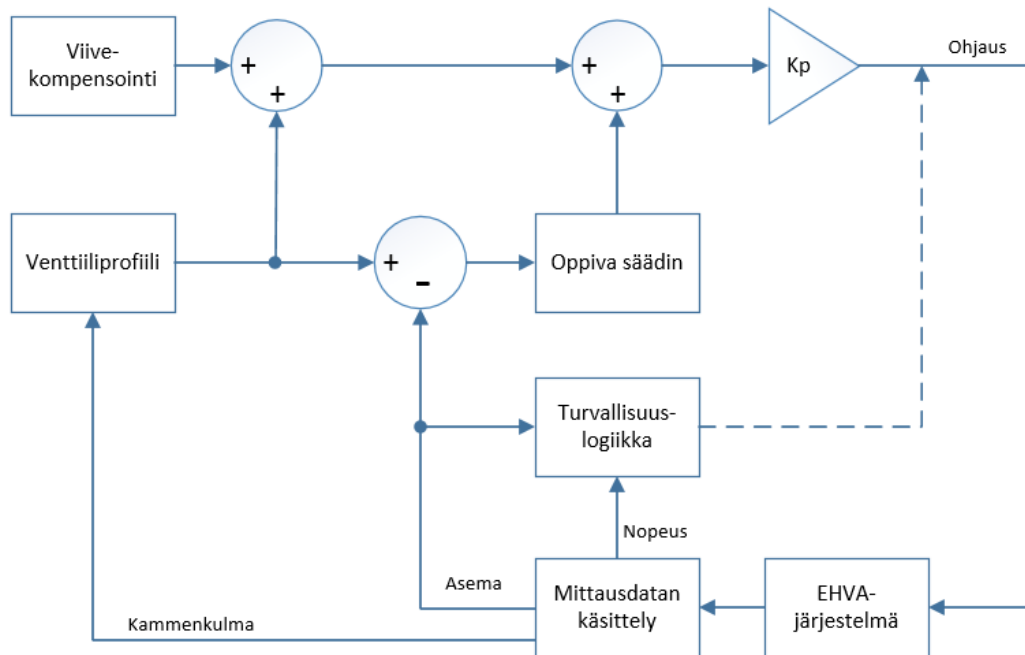 Viive-
kompensointi
+
+
+
+
Kp
Ohjaus
Venttiiliprofiili
+
-
Oppiva säädin
Turvallisuus-
logiikka
Nopeus
Asema
Mittausdatan
käsittely
EHVA-
järjestelmä
Kammenkulma